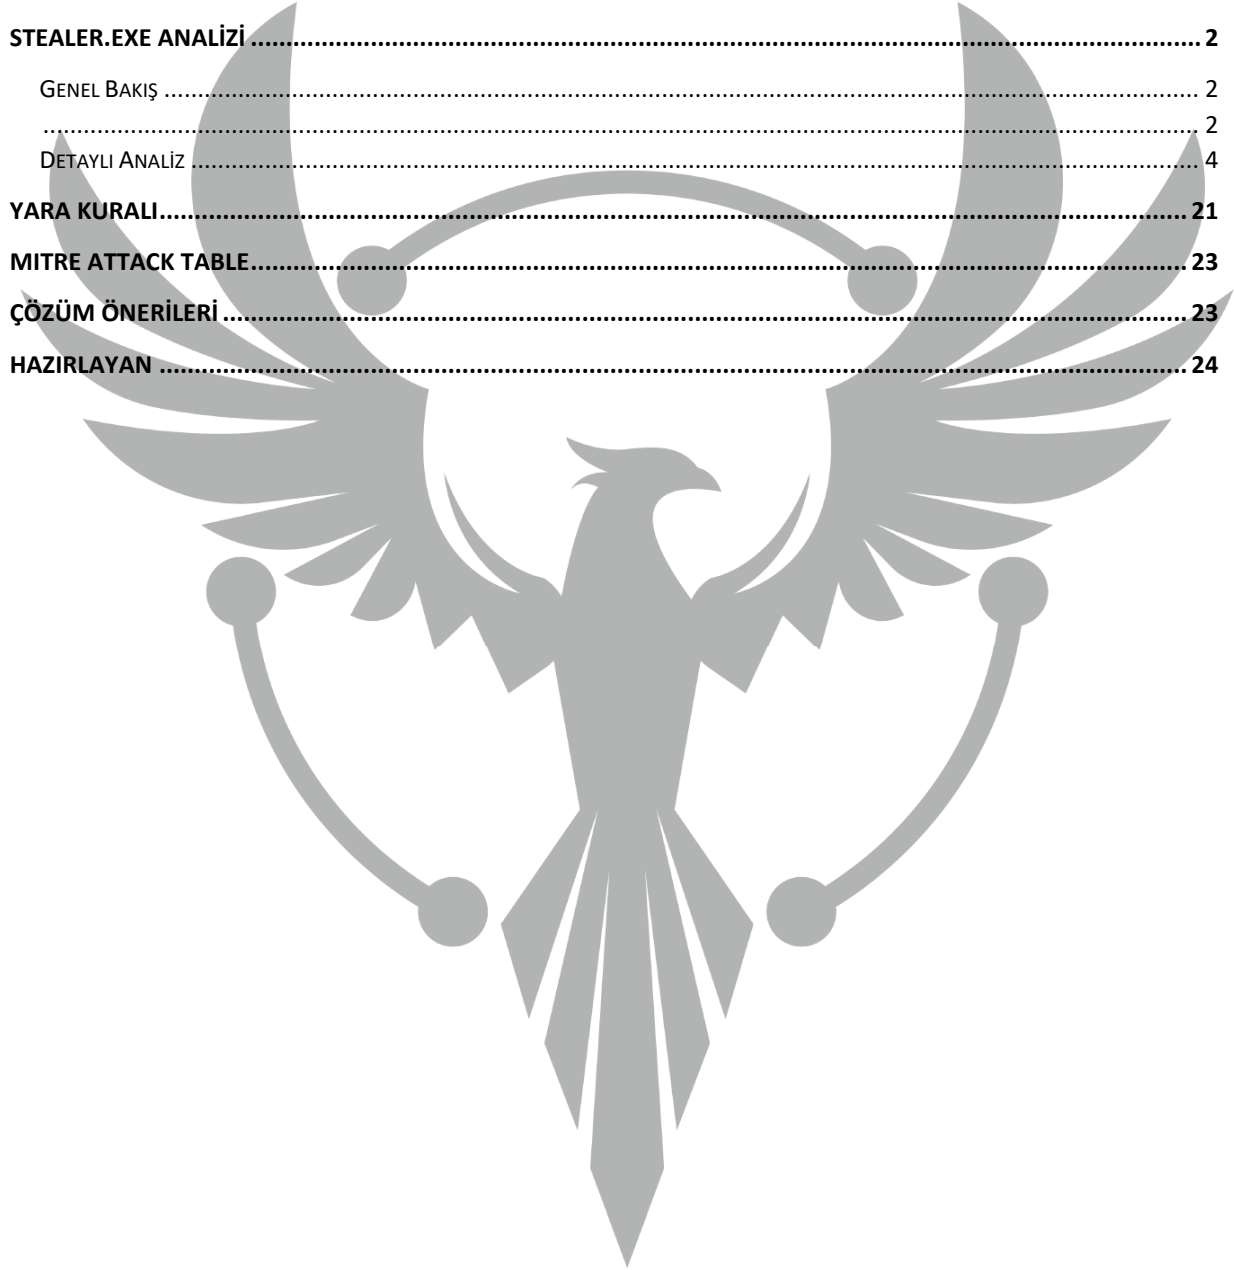 STEALER.EXE ANALİZİ ........................................................................................................................ 2
GENEL BAKIŞ ........................................................................................................................ 2
........................................................................................................................ 2
DETAYLI ANALİZ ........................................................................................................................ 4
YARA KURALI ........................................................................................................................ 21
MITRE ATTACK TABLE ........................................................................................................................ 23
ÇÖZÜM ÖNERİLERİ ........................................................................................................................ 23
HAZIRLAYAN ........................................................................................................................ 24